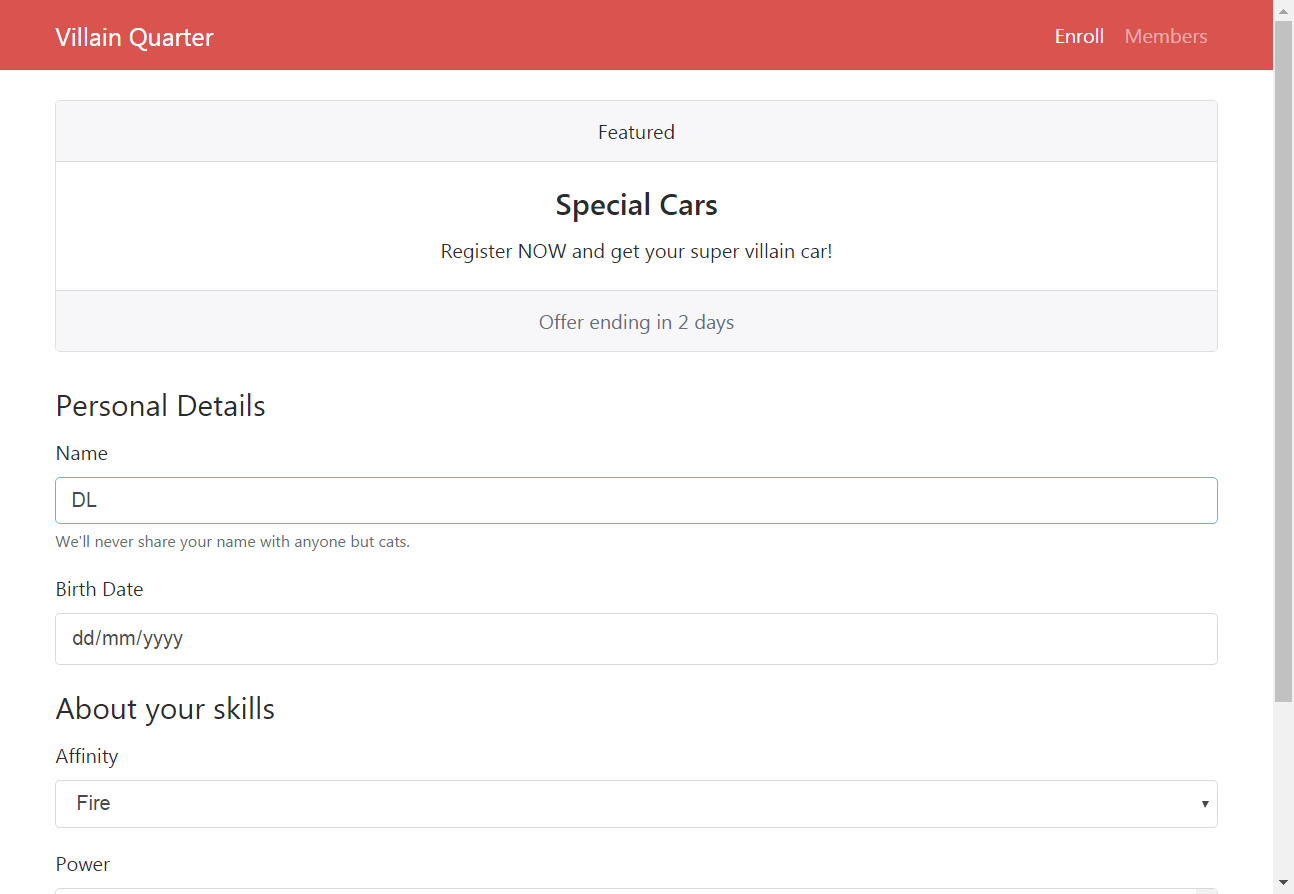 Villain Quarter
Enroll Members
Featured
Special Cars
Register NOW and get your super villain car!
Offer ending in 2 days
Personal Details
Name
DL
We'll never share your name with anyone but cats.
Birth Date
dd/mm/yyyy
About your skills
Affinity
Fire
Power